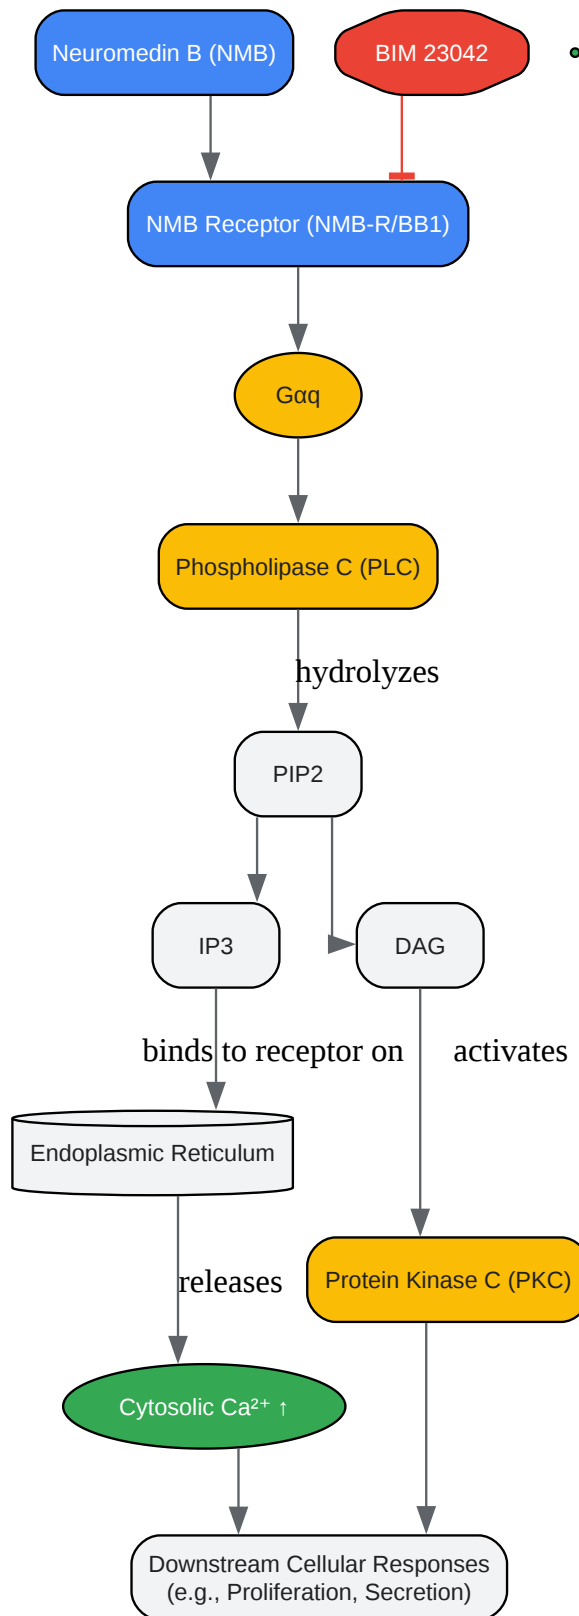 Neuromedin B (NMB)
BIM 23042
NMB Receptor (NMB-R/BB1)
Gαq
Phospholipase C (PLC)
hydrolyzes
PIP2
IP3
DAG
binds to receptor on
activates
Endoplasmic Reticulum
releases
Protein Kinase C (PKC)
Cytosolic Ca²⁺ ↑
Downstream Cellular Responses
(e.g., Proliferation, Secretion)